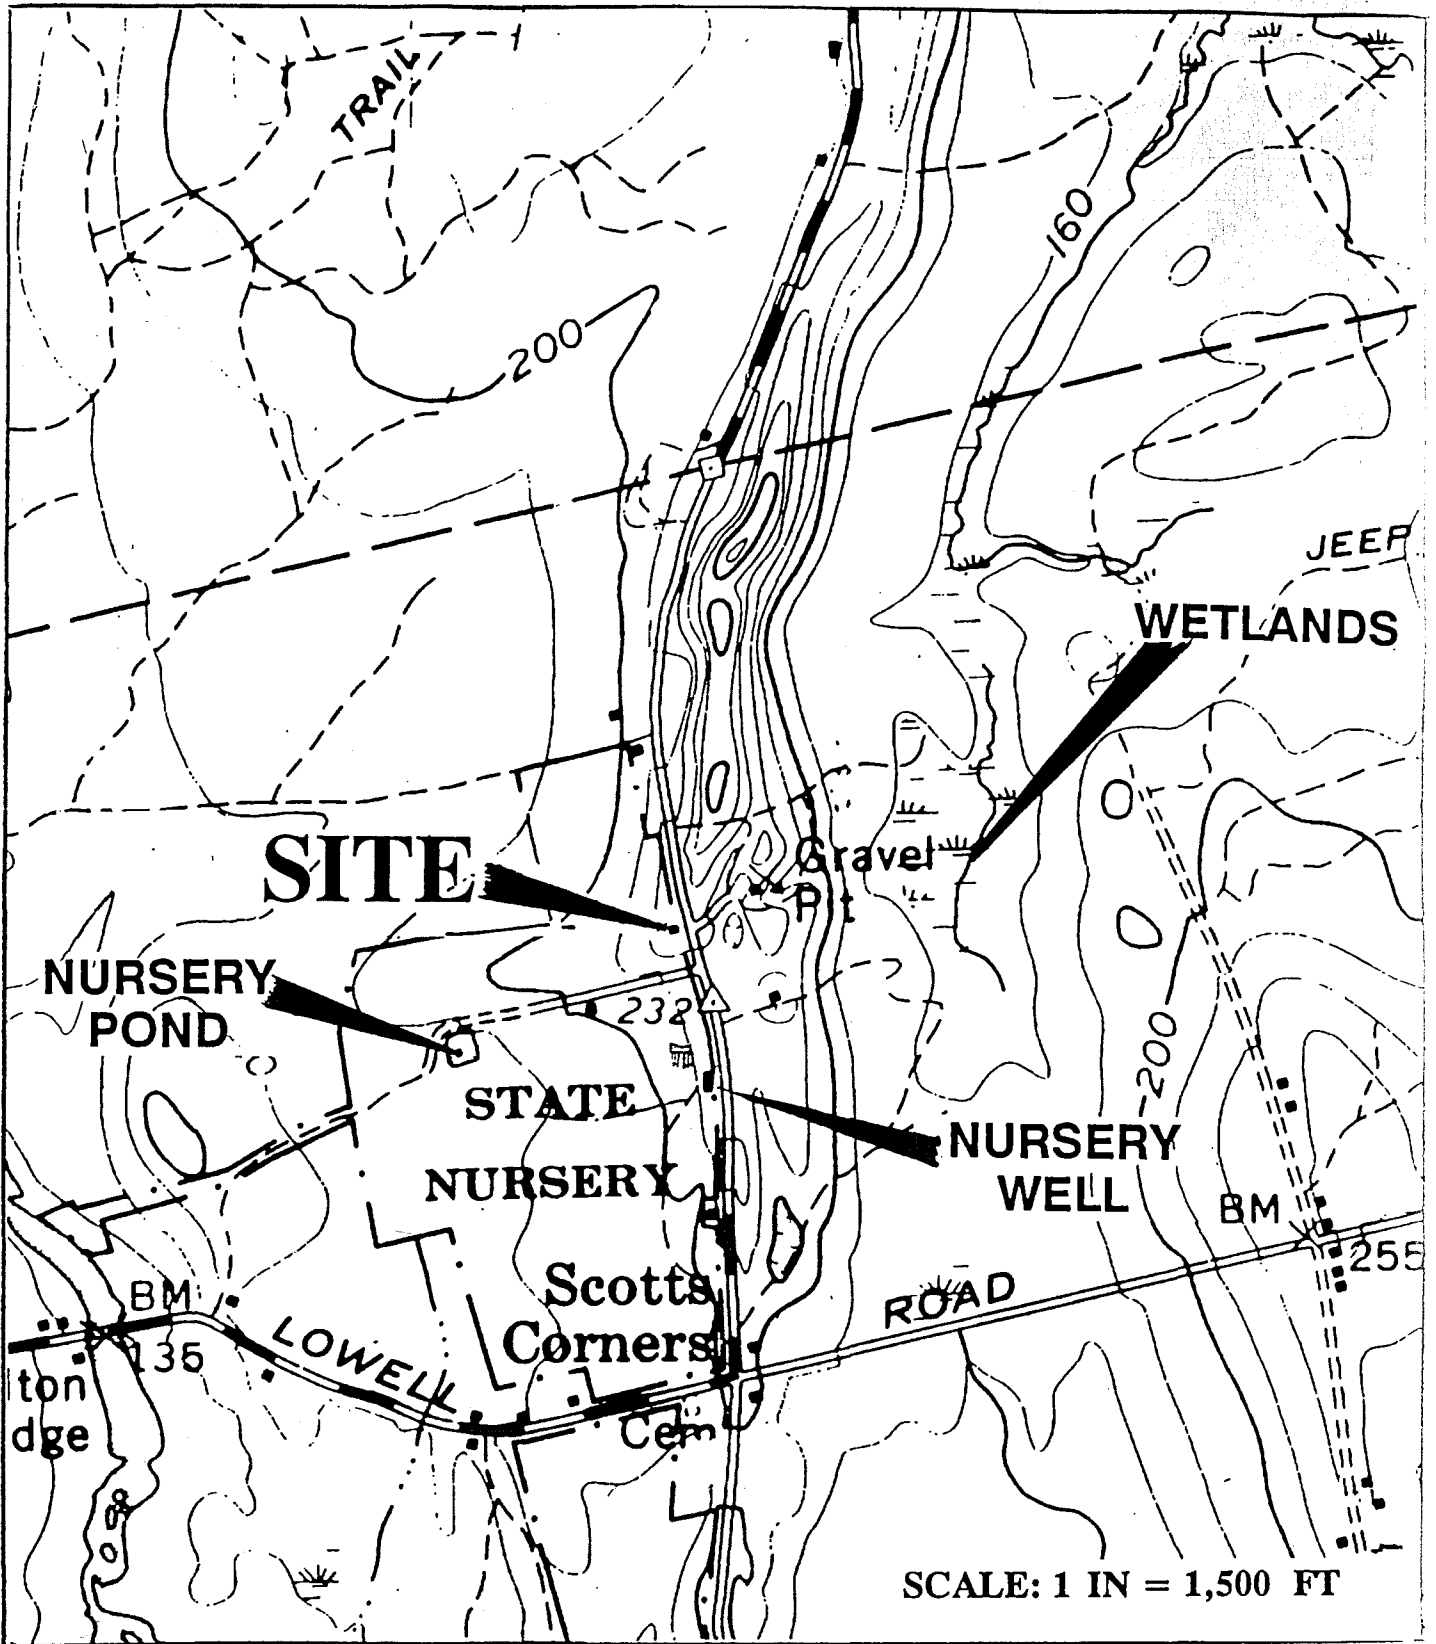 TRAIL
160
200
JEEP
WETLANDS
SITE
Gravel
Pit
NURSERY
POND
232
STATE
NURSERY
NURSERY
WELL
200
BM
255
Scotts
Corners
ROAD
BM
135
LOWELL
ton
dge
Cem
SCALE: 1 IN = 1,500 FT